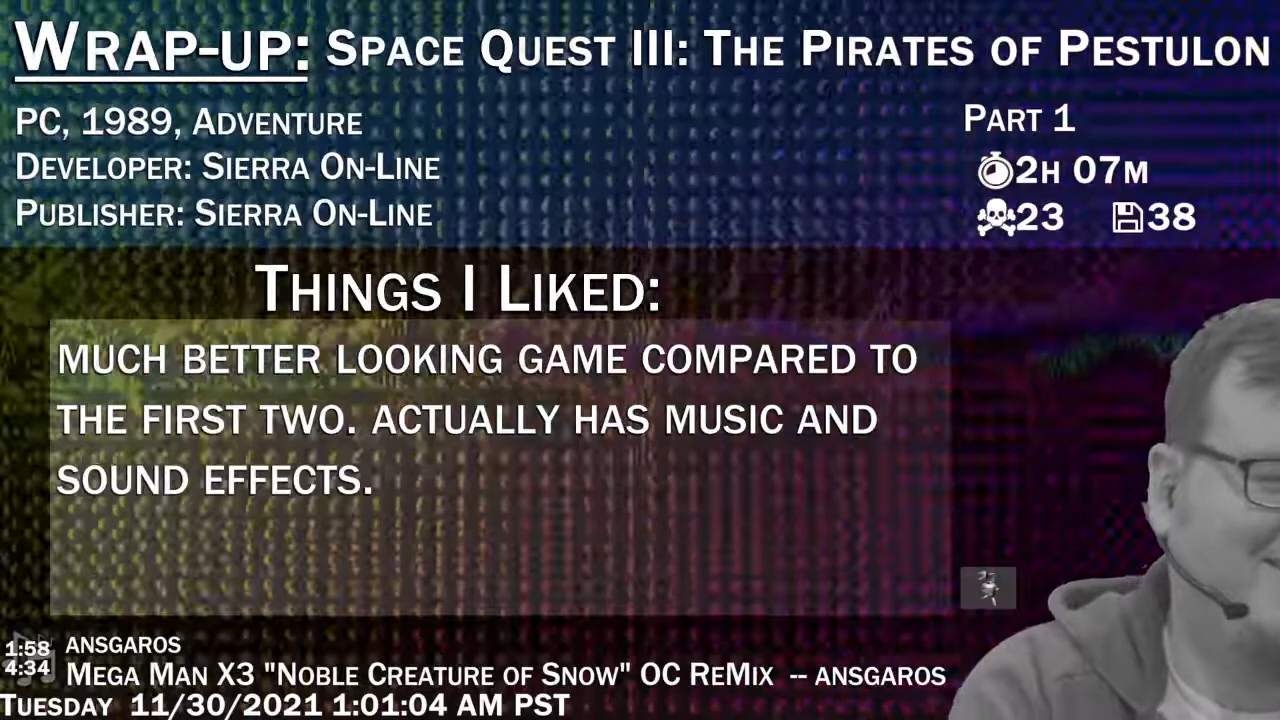 Wrap-up: Space Quest III: The Pirates of Pestulon
PC, 1989, Adventure
Developer: Sierra On-Line
Publisher: Sierra On-Line
Part 1
2h 07m
23 38
Things I Liked:
MUCH BETTER LOOKING GAME COMPARED TO
THE FIRST TWO. ACTUALLY HAS MUSIC AND
SOUND EFFECTS.
1:58
4:34
ANSGAROS
Mega Man X3 "Noble Creature of Snow" OC ReMix -- ANSGAROS
Tuesday 11/30/2021 1:01:04 AM PST